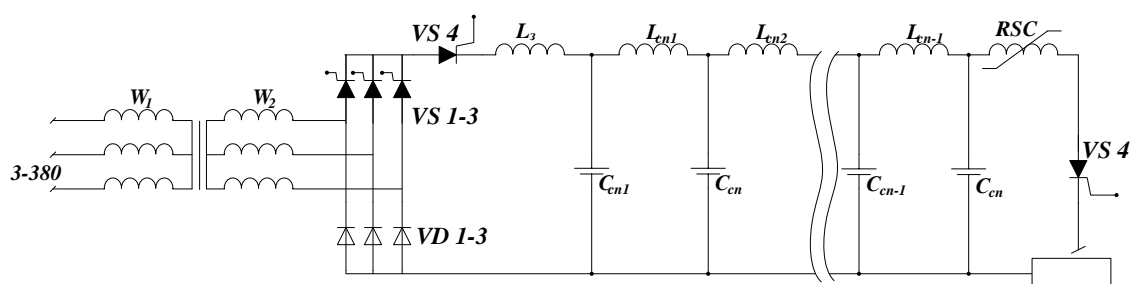 VS 4
L3
Lcn1
Lcn2
Lcn-1
RSC
W1
W2
VS 1-3
3-380
Ccn1
Ccn
Ccn-1
Ccn
VS 4
VD 1-3